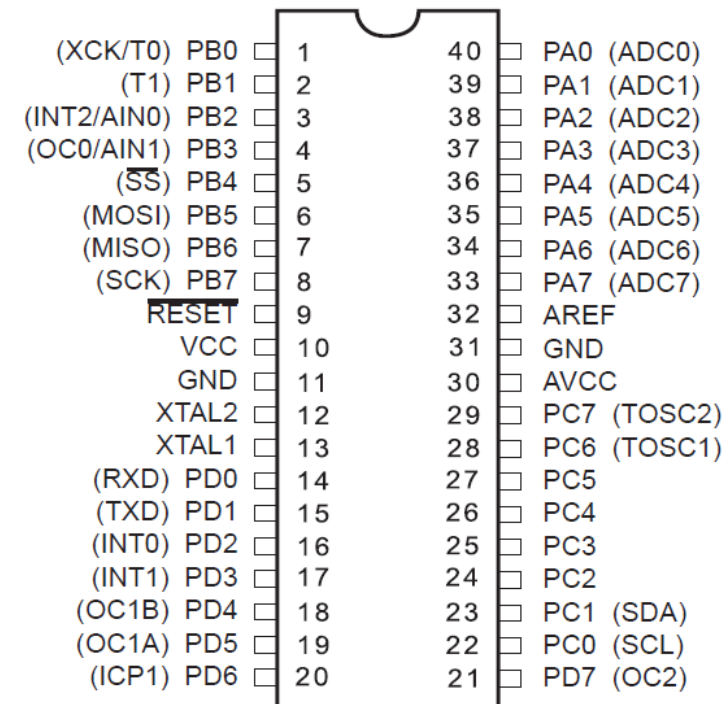 (XCK/T0) PB0 1 40 PA0 (ADC0)
(T1) PB1 2 39 PA1 (ADC1)
(INT2/AIN0) PB2 3 38 PA2 (ADC2)
(OC0/AIN1) PB3 4 37 PA3 (ADC3)
(SS) PB4 5 36 PA4 (ADC4)
(MOSI) PB5 6 35 PA5 (ADC5)
(MISO) PB6 7 34 PA6 (ADC6)
(SCK) PB7 8 33 PA7 (ADC7)
RESET 9 32 AREF
VCC 10 31 GND
GND 11 30 AVCC
XTAL2 12 29 PC7 (TOSC2)
XTAL1 13 28 PC6 (TOSC1)
(RXD) PD0 14 27 PC5
(TXD) PD1 15 26 PC4
(INT0) PD2 16 25 PC3
(INT1) PD3 17 24 PC2
(OC1B) PD4 18 23 PC1 (SDA)
(OC1A) PD5 19 22 PC0 (SCL)
(ICP1) PD6 20 21 PD7 (OC2)